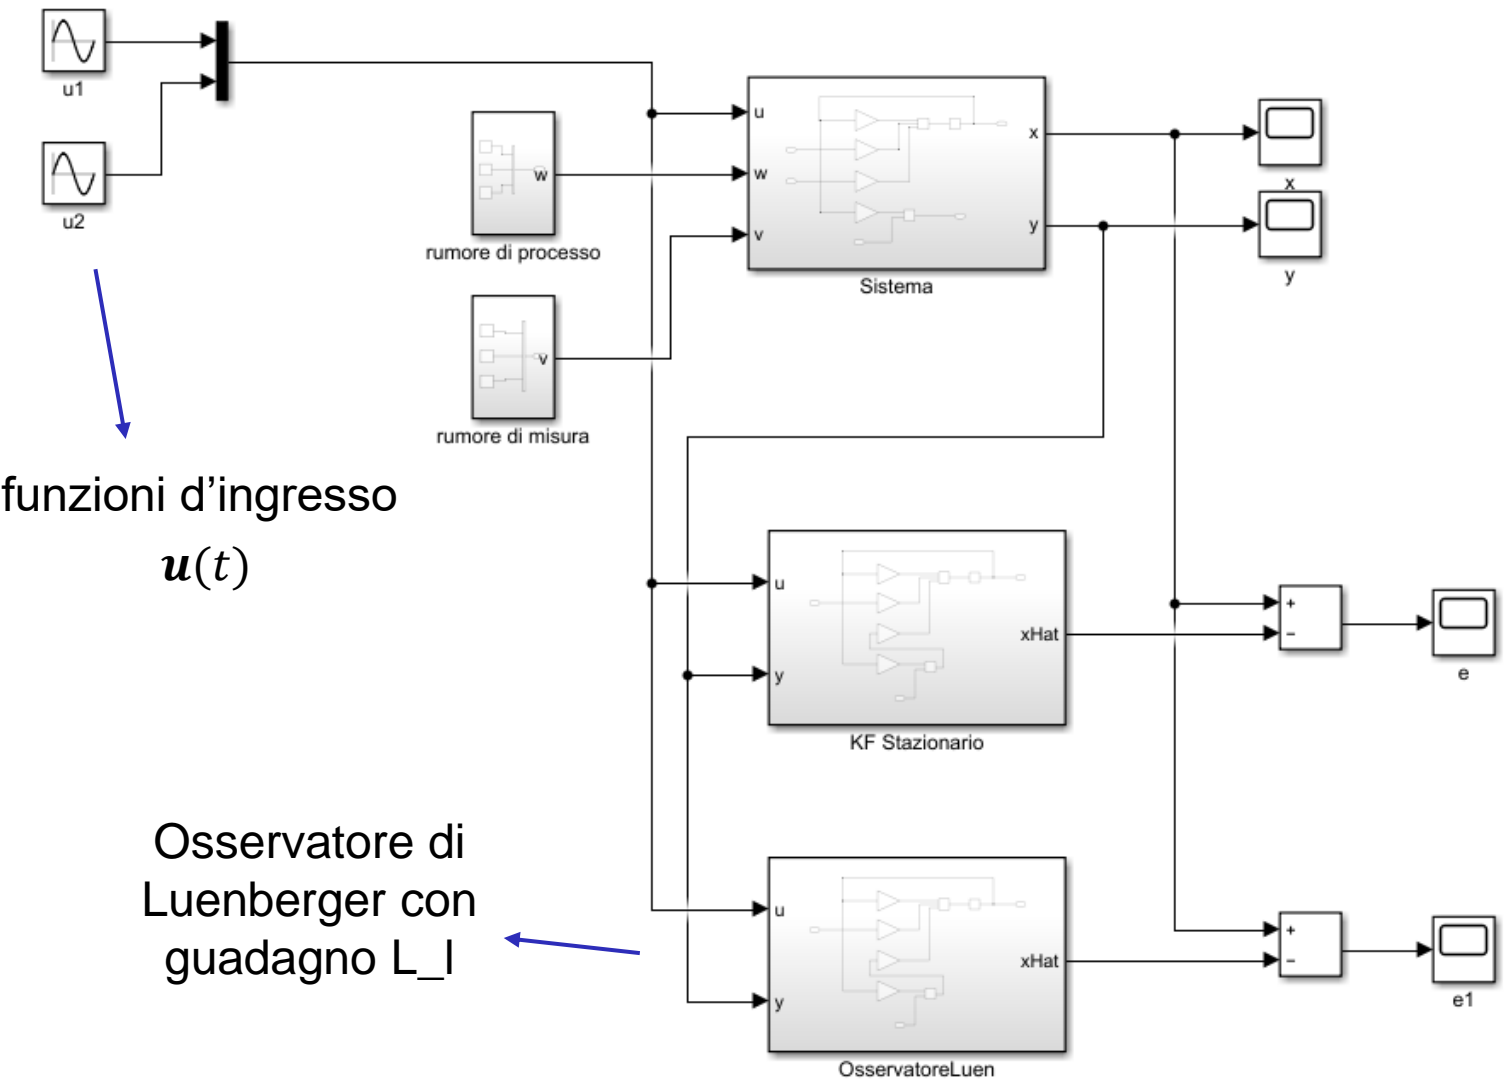 u1
u2
rumore di processo
w
rumore di misura
v
u
w
v
x
y
Sistema
x
y
funzioni d'ingresso
𝒖(𝑡)
u
y
xHat
KF Stazionario
+
−
e
Osservatore di
Luenberger con
guadagno L_l
u
y
xHat
OsservatoreLuen
+
−
e1